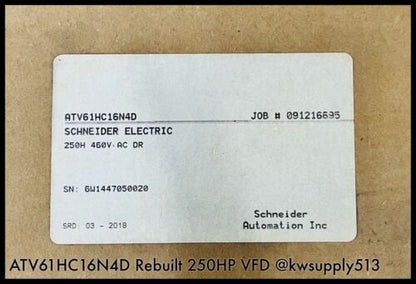 ATV61HC16N4D JOB # 091216695
SCHNEIDER ELECTRIC
250H 460V-AC DR
SN: 6W1447050020
SRD: 03 - 2018
Schneider
Automation Inc
ATV61HC16N4D Rebuilt 250HP VFD @kwsupply513